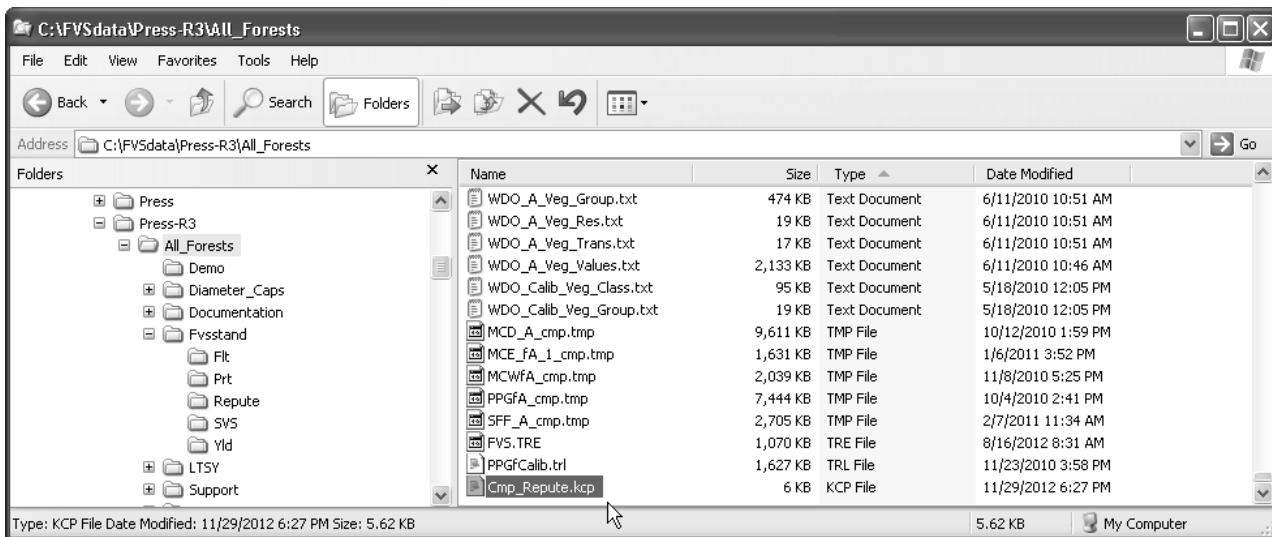 C:\FVSdata\Press-R3\All_Forests
File Edit View Favorites Tools Help
Back Search Folders
Address C:\FVSdata\Press-R3\All_Forests Go
Folders Name Size Type Date Modified
Press
Press-R3
All_Forests
Demo
Diameter_Caps
Documentation
Fvsstand
Flt
Prt
Repute
SVS
Yld
LTSY
Support
WDO_A_Veg_Group.txt 474 KB Text Document 6/11/2010 10:51 AM
WDO_A_Veg_Res.txt 19 KB Text Document 6/11/2010 10:51 AM
WDO_A_Veg_Trans.txt 17 KB Text Document 6/11/2010 10:51 AM
WDO_A_Veg_Values.txt 2,133 KB Text Document 6/11/2010 10:46 AM
WDO_Calib_Veg_Class.txt 95 KB Text Document 5/18/2010 12:05 PM
WDO_Calib_Veg_Group.txt 19 KB Text Document 5/18/2010 12:05 PM
MCD_A_cmp.tmp 9,611 KB TMP File 10/12/2010 1:59 PM
MCE_fA_1_cmp.tmp 1,631 KB TMP File 1/6/2011 3:52 PM
MCWfA_cmp.tmp 2,039 KB TMP File 11/8/2010 5:25 PM
PPGfA_cmp.tmp 7,444 KB TMP File 10/4/2010 2:41 PM
SFF_A_cmp.tmp 2,705 KB TMP File 2/7/2011 11:34 AM
FVS.TRE 1,070 KB TRE File 8/16/2012 8:31 AM
PPGfCalib.trl 1,627 KB TRL File 11/23/2010 3:58 PM
Cmp_Repute.kcp 6 KB KCP File 11/29/2012 6:27 PM
Type: KCP File Date Modified: 11/29/2012 6:27 PM Size: 5.62 KB 5.62 KB My Computer